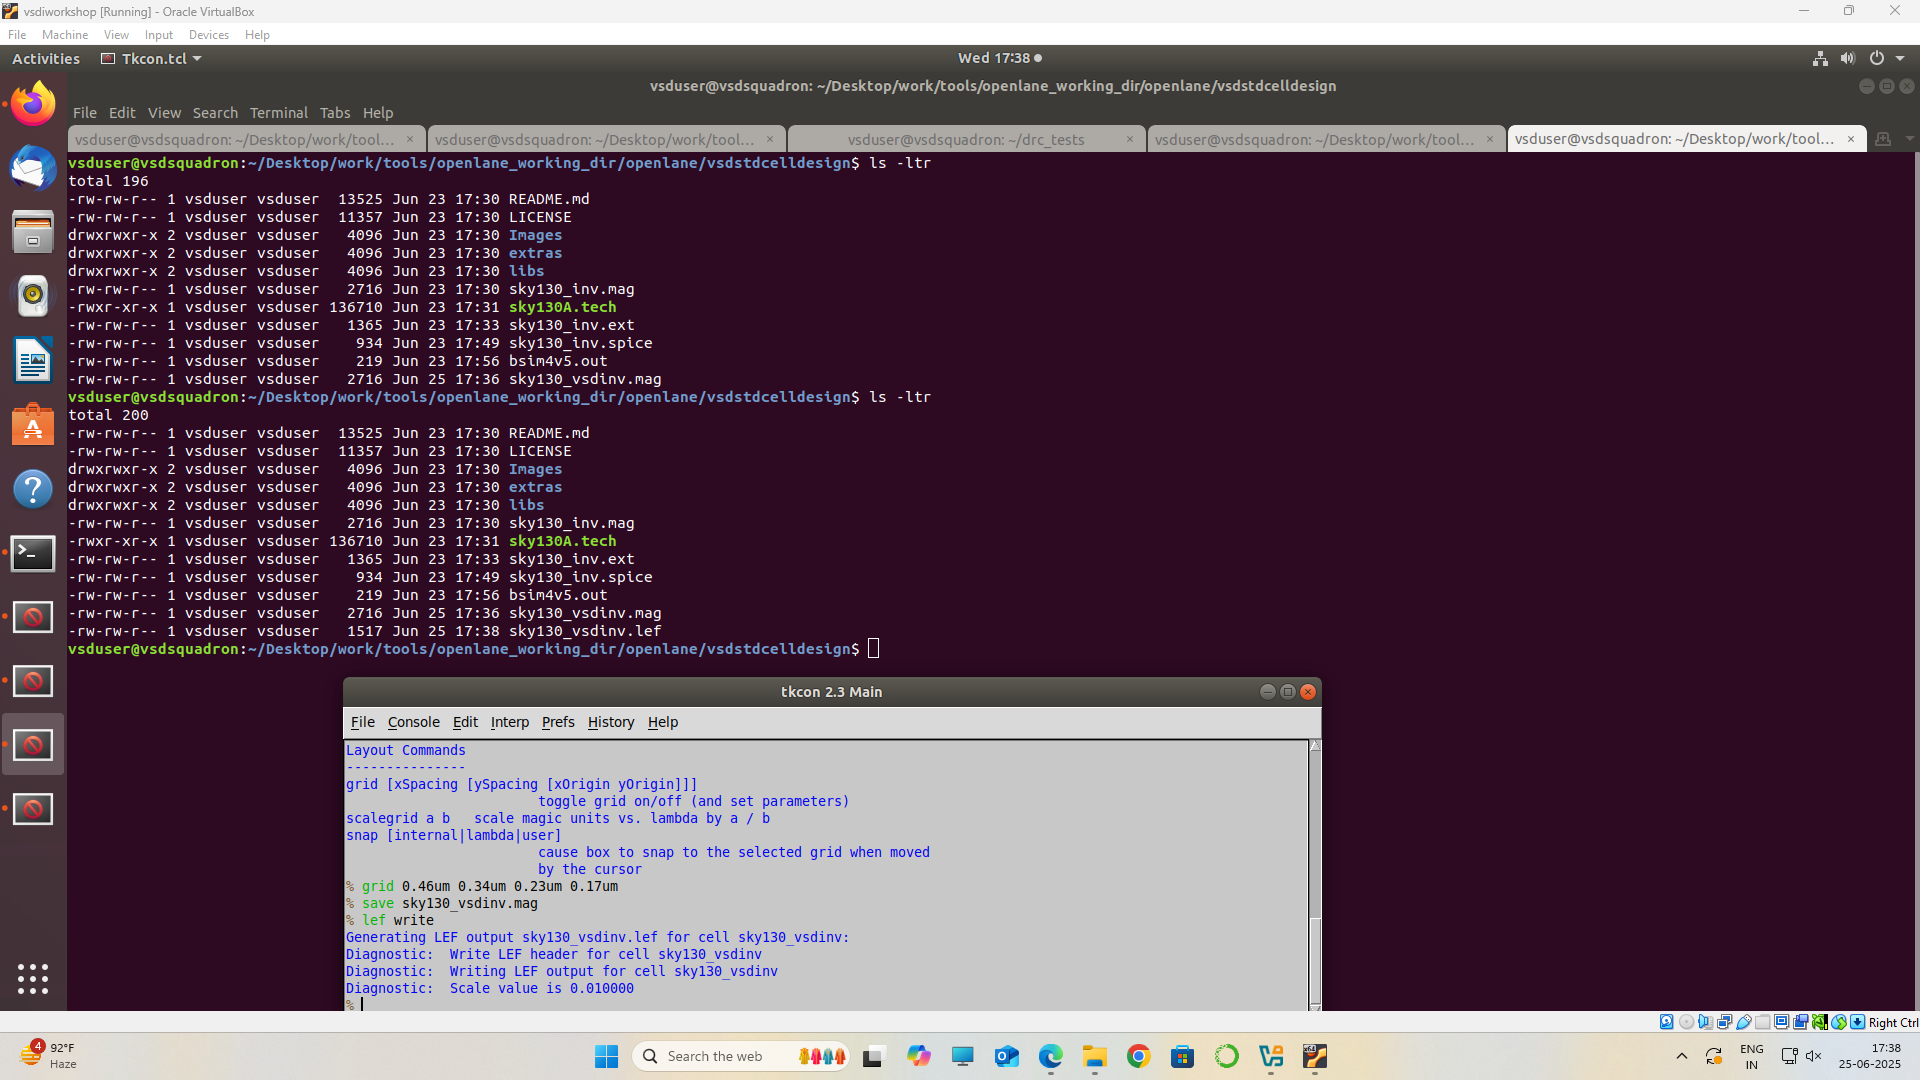 vsdiworkshop [Running] - Oracle VirtualBox
File Machine View Input Devices Help
Activities Tkcon.tcl Wed 17:38
vsduser@vsdsquadron: ~/Desktop/work/tools/openlane_working_dir/openlane/vsdstdcelldesign
File Edit View Search Terminal Tabs Help
vsduser@vsdsquadron: ~/Desktop/work/tool... × vsduser@vsdsquadron: ~/Desktop/work/tool... × vsduser@vsdsquadron: ~/drc_tests × vsduser@vsdsquadron: ~/Desktop/work/tool... × vsduser@vsdsquadron: ~/Desktop/work/tool... ×
vsduser@vsdsquadron:~/Desktop/work/tools/openlane_working_dir/openlane/vsdstdcelldesign$ ls -ltr
total 196
-rw-rw-r-- 1 vsduser vsduser  13525 Jun 23 17:30 README.md
-rw-rw-r-- 1 vsduser vsduser  11357 Jun 23 17:30 LICENSE
drwxrwxr-x 2 vsduser vsduser   4096 Jun 23 17:30 Images
drwxrwxr-x 2 vsduser vsduser   4096 Jun 23 17:30 extras
drwxrwxr-x 2 vsduser vsduser   4096 Jun 23 17:30 libs
-rw-rw-r-- 1 vsduser vsduser   2716 Jun 23 17:30 sky130_inv.mag
-rwxr-xr-x 1 vsduser vsduser 136710 Jun 23 17:31 sky130A.tech
-rw-rw-r-- 1 vsduser vsduser   1365 Jun 23 17:33 sky130_inv.ext
-rw-rw-r-- 1 vsduser vsduser    934 Jun 23 17:49 sky130_inv.spice
-rw-rw-r-- 1 vsduser vsduser    219 Jun 23 17:56 bsim4v5.out
-rw-rw-r-- 1 vsduser vsduser   2716 Jun 25 17:36 sky130_vsdinv.mag
vsduser@vsdsquadron:~/Desktop/work/tools/openlane_working_dir/openlane/vsdstdcelldesign$ ls -ltr
total 200
-rw-rw-r-- 1 vsduser vsduser  13525 Jun 23 17:30 README.md
-rw-rw-r-- 1 vsduser vsduser  11357 Jun 23 17:30 LICENSE
drwxrwxr-x 2 vsduser vsduser   4096 Jun 23 17:30 Images
drwxrwxr-x 2 vsduser vsduser   4096 Jun 23 17:30 extras
drwxrwxr-x 2 vsduser vsduser   4096 Jun 23 17:30 libs
-rw-rw-r-- 1 vsduser vsduser   2716 Jun 23 17:30 sky130_inv.mag
-rwxr-xr-x 1 vsduser vsduser 136710 Jun 23 17:31 sky130A.tech
-rw-rw-r-- 1 vsduser vsduser   1365 Jun 23 17:33 sky130_inv.ext
-rw-rw-r-- 1 vsduser vsduser    934 Jun 23 17:49 sky130_inv.spice
-rw-rw-r-- 1 vsduser vsduser    219 Jun 23 17:56 bsim4v5.out
-rw-rw-r-- 1 vsduser vsduser   2716 Jun 25 17:36 sky130_vsdinv.mag
-rw-rw-r-- 1 vsduser vsduser   1517 Jun 25 17:38 sky130_vsdinv.lef
vsduser@vsdsquadron:~/Desktop/work/tools/openlane_working_dir/openlane/vsdstdcelldesign$
tkcon 2.3 Main
File Console Edit Interp Prefs History Help
Layout Commands
---------------
grid [xSpacing [ySpacing [xOrigin yOrigin]]]
toggle grid on/off (and set parameters)
scalegrid a b   scale magic units vs. lambda by a / b
snap [internal|lambda|user]
cause box to snap to the selected grid when moved
by the cursor
% grid 0.46um 0.34um 0.23um 0.17um
% save sky130_vsdinv.mag
% lef write
Generating LEF output sky130_vsdinv.lef for cell sky130_vsdinv:
Diagnostic:  Write LEF header for cell sky130_vsdinv
Diagnostic:  Writing LEF output for cell sky130_vsdinv
Diagnostic:  Scale value is 0.010000
%
Right Ctrl
4 92°F
Haze
Search the web
ENG
IN
17:38
25-06-2025